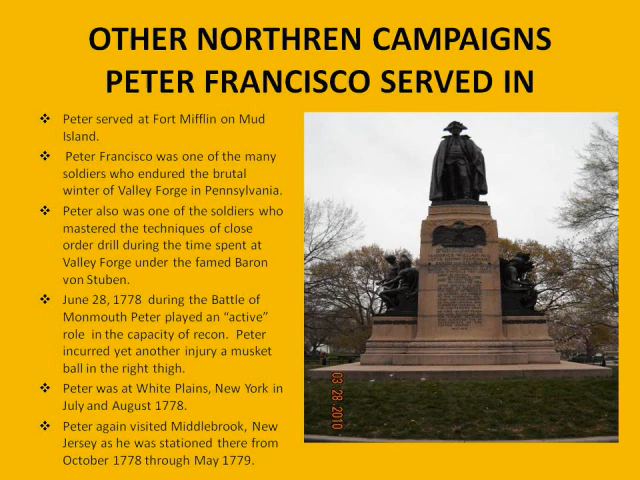 OTHER NORTHREN CAMPAIGNS
PETER FRANCISCO SERVED IN
❖ Peter served at Fort Mifflin on Mud
Island.
❖ Peter Francisco was one of the many
soldiers who endured the brutal
winter of Valley Forge in Pennsylvania.
❖ Peter also was one of the soldiers who
mastered the techniques of close
order drill during the time spent at
Valley Forge under the famed Baron
von Stuben.
❖ June 28, 1778 during the Battle of
Monmouth Peter played an “active”
role in the capacity of recon. Peter
incurred yet another injury a musket
ball in the right thigh.
❖ Peter was at White Plains, New York in
July and August 1778.
❖ Peter again visited Middlebrook, New
Jersey as he was stationed there from
October 1778 through May 1779.
03 28 2010